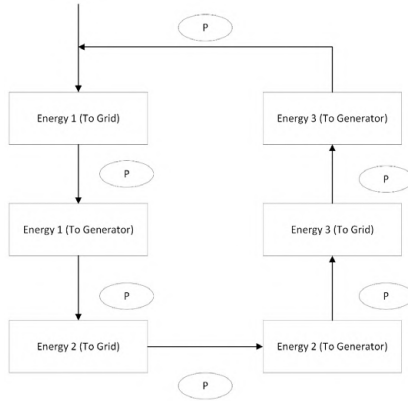 P
Energy 1 (To Grid)
Energy 3 (To Generator)
P
P
Energy 1 (To Generator)
Energy 3 (To Grid)
P
P
Energy 2 (To Grid)
Energy 2 (To Generator)
P